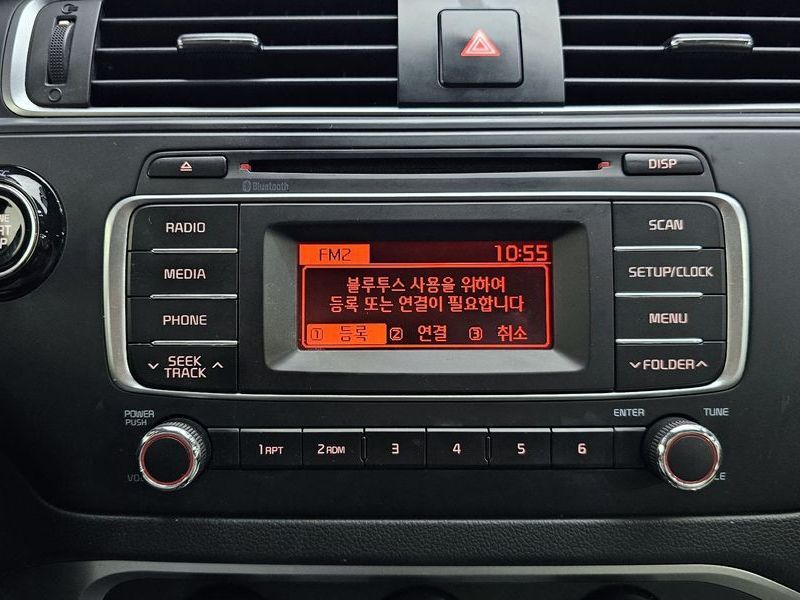 DISP
Bluetooth
RADIO
SCAN
FM2 10:55
MEDIA
SETUP/CLOCK
블루투스 사용을 위하여
등록 또는 연결이 필요합니다
PHONE
MENU
1 등록 2 연결 3 취소
SEEK
TRACK
FOLDER
POWER
PUSH
ENTER
TUNE
1 RPT
2 RDM
3
4
5
6